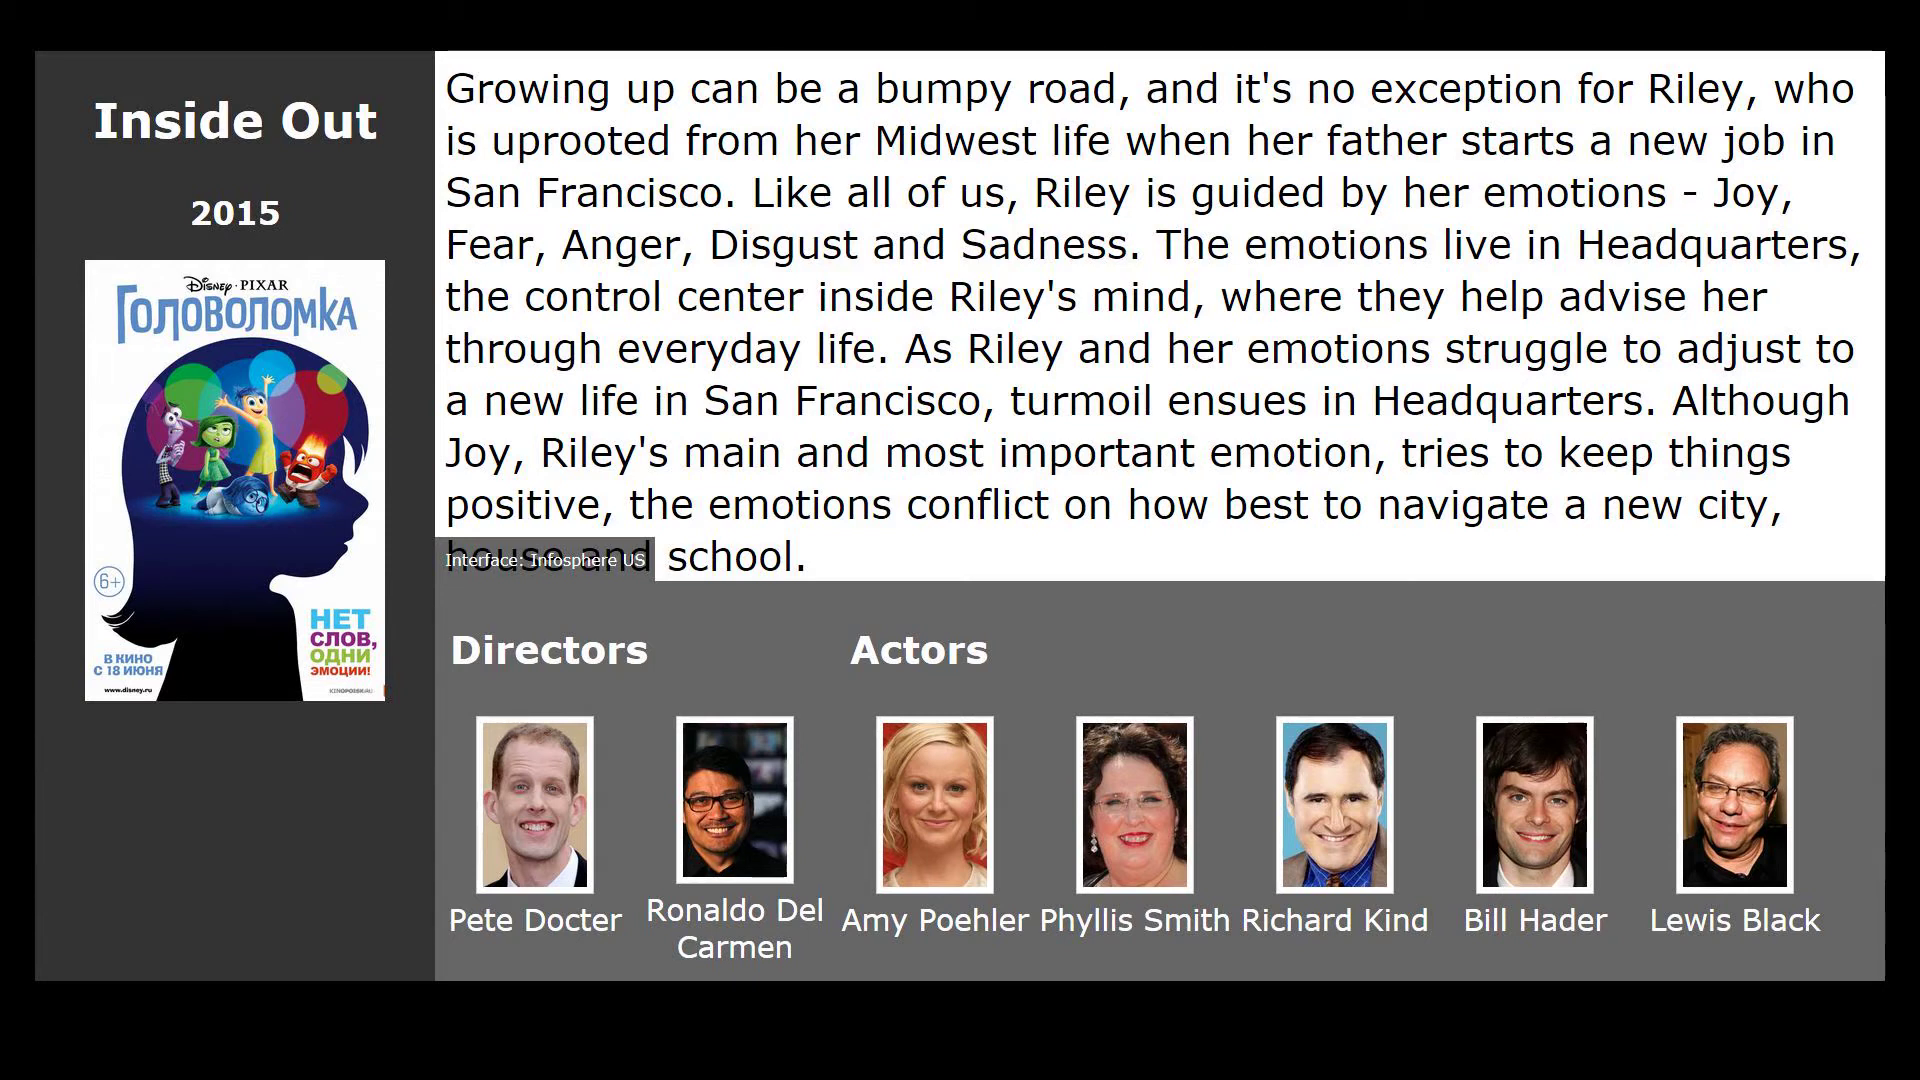 Inside Out
2015
Disney·PIXAR
ГОЛОВОЛОМКА
6+
НЕТ
СЛОВ,
ОДНИ
ЭМОЦИИ!
В КИНО
С 18 ИЮНЯ
www.disney.ru
KINOPOISK.RU
Growing up can be a bumpy road, and it's no exception for Riley, who
is uprooted from her Midwest life when her father starts a new job in
San Francisco. Like all of us, Riley is guided by her emotions - Joy,
Fear, Anger, Disgust and Sadness. The emotions live in Headquarters,
the control center inside Riley's mind, where they help advise her
through everyday life. As Riley and her emotions struggle to adjust to
a new life in San Francisco, turmoil ensues in Headquarters. Although
Joy, Riley's main and most important emotion, tries to keep things
positive, the emotions conflict on how best to navigate a new city,
house and school.
Interface: Infosphere US
Directors
Actors
Pete Docter
Ronaldo Del
Carmen
Amy Poehler
Phyllis Smith
Richard Kind
Bill Hader
Lewis Black